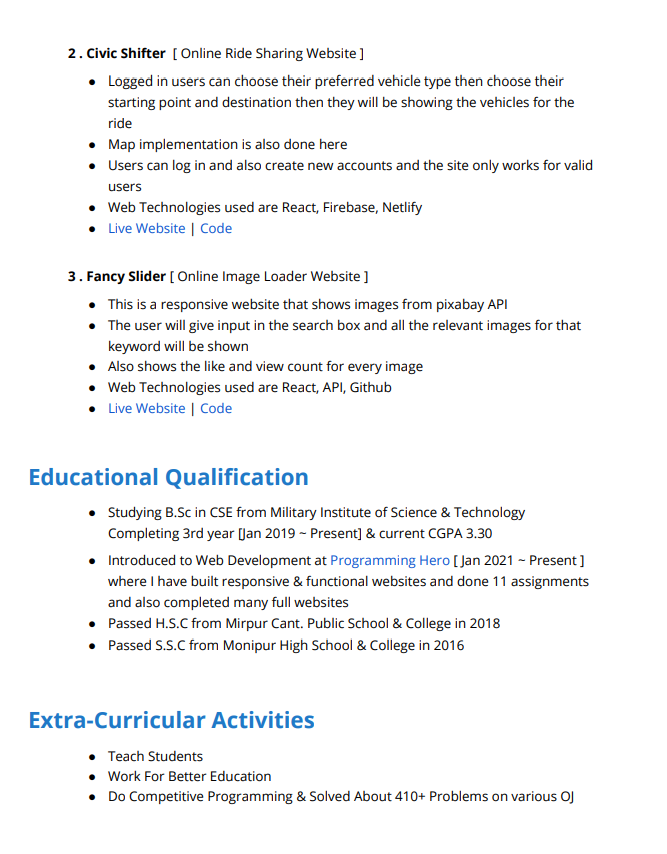 2 . Civic Shifter [ Online Ride Sharing Website ]
● Logged in users can choose their preferred vehicle type then choose their
starting point and destination then they will be showing the vehicles for the
ride
● Map implementation is also done here
● Users can log in and also create new accounts and the site only works for valid
users
● Web Technologies used are React, Firebase, Netlify
● Live Website | Code
3 . Fancy Slider [ Online Image Loader Website ]
● This is a responsive website that shows images from pixabay API
● The user will give input in the search box and all the relevant images for that
keyword will be shown
● Also shows the like and view count for every image
● Web Technologies used are React, API, Github
● Live Website | Code
Educational Qualification
● Studying B.Sc in CSE from Military Institute of Science & Technology
Completing 3rd year [Jan 2019 ~ Present] & current CGPA 3.30
● Introduced to Web Development at Programming Hero [ Jan 2021 ~ Present ]
where I have built responsive & functional websites and done 11 assignments
and also completed many full websites
● Passed H.S.C from Mirpur Cant. Public School & College in 2018
● Passed S.S.C from Monipur High School & College in 2016
Extra-Curricular Activities
● Teach Students
● Work For Better Education
● Do Competitive Programming & Solved About 410+ Problems on various OJ